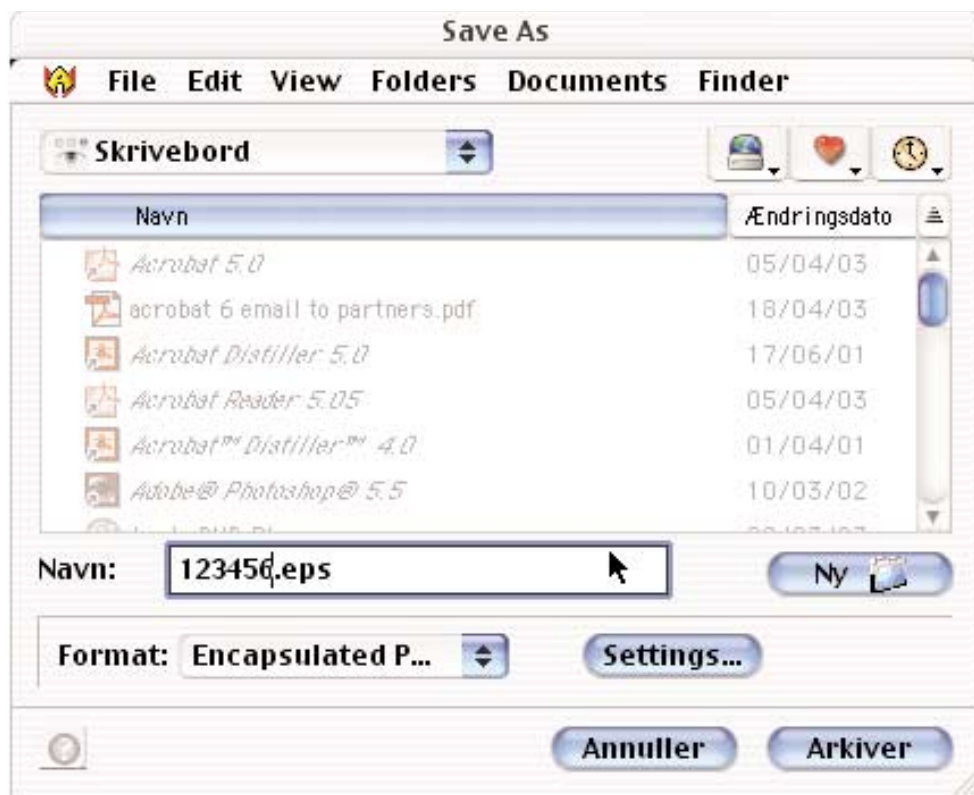 Save As
File Edit View Folders Documents Finder
Skrivebord
Navn Ændringsdato
Acrobat 5.0 05/04/03
acrobat 6 email to partners.pdf 18/04/03
Acrobat Distiller 5.0 17/06/01
Acrobat Reader 5.05 05/04/03
Acrobat™ Distiller™ 4.0 01/04/01
Adobe® Photoshop® 5.5 10/03/02
Navn: 123456.eps Ny
Format: Encapsulated P... Settings...
Annuller Arkiver